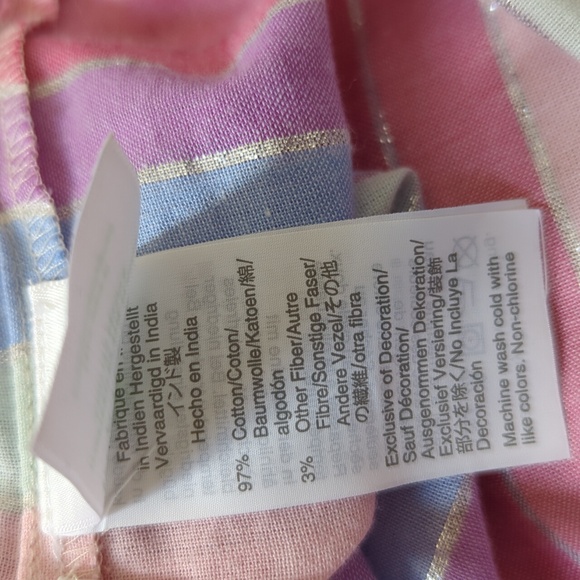 Fabriqué en
in Indien Hergestellt
Vervaardigd in India
インド製
Hecho en India
97% Cotton/Coton/
Baumwolle/Katoen/綿/
algodón
3% Other Fiber/Autre
Fibre/Sonstige Faser/
Andere Vezel/その他
の繊維/otra fibra
Exclusive of Decoration/
Sauf Décoration/
Ausgenommen Dekoration/
Exclusief Versiering/装飾
部分を除く/No Incluye La
Decoración
Machine wash cold with
like colors. Non-chlorine